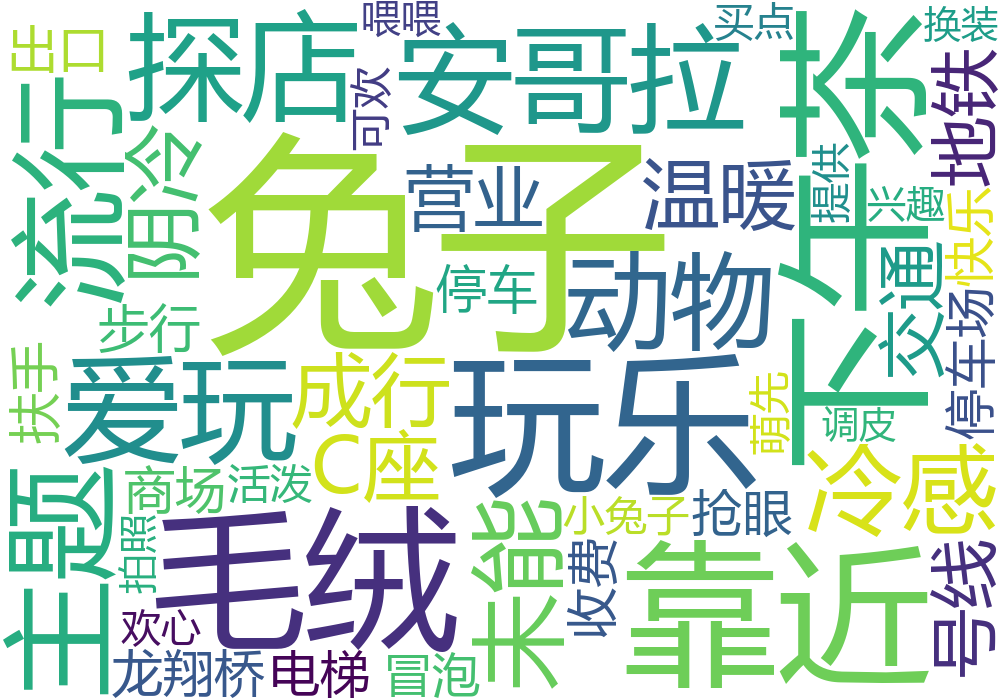 喂喂
买点
换装
出口
探店
安哥拉
下午茶
地铁
可欢
流行
阴冷
兔子
营业
温暖
提供
兴趣
快乐
交通
停车
动物
步行
停车场
扶手
爱玩
成行
玩乐
萌先
调皮
C座
冷感
主题
商场
活泼
毛绒
未能
小兔子
抢眼
拍照
收费
靠近
号线
欢心
龙翔桥
电梯
冒泡